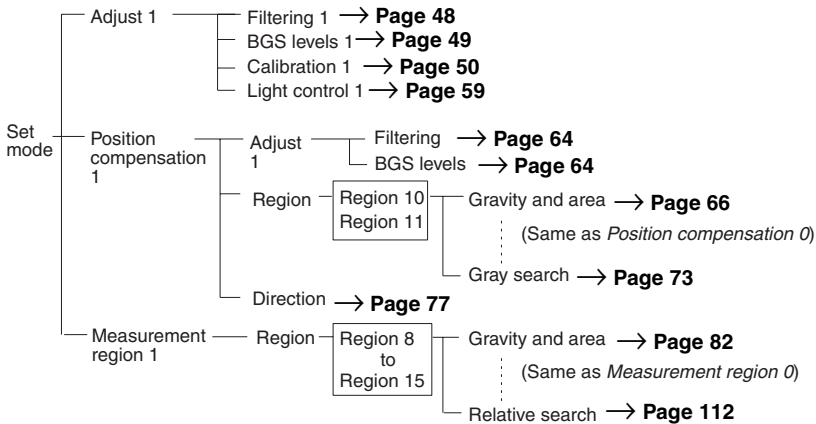 Adjust 1
Filtering 1 → Page 48
BGS levels 1 → Page 49
Calibration 1 → Page 50
Light control 1 → Page 59
Set
mode
Position
compensation
1
Adjust
1
Filtering → Page 64
BGS levels → Page 64
Region
Region 10
Region 11
Gravity and area → Page 66
(Same as Position compensation 0)
Gray search → Page 73
Direction → Page 77
Measurement
region 1
Region
Region 8
to
Region 15
Gravity and area → Page 82
(Same as Measurement region 0)
Relative search → Page 112